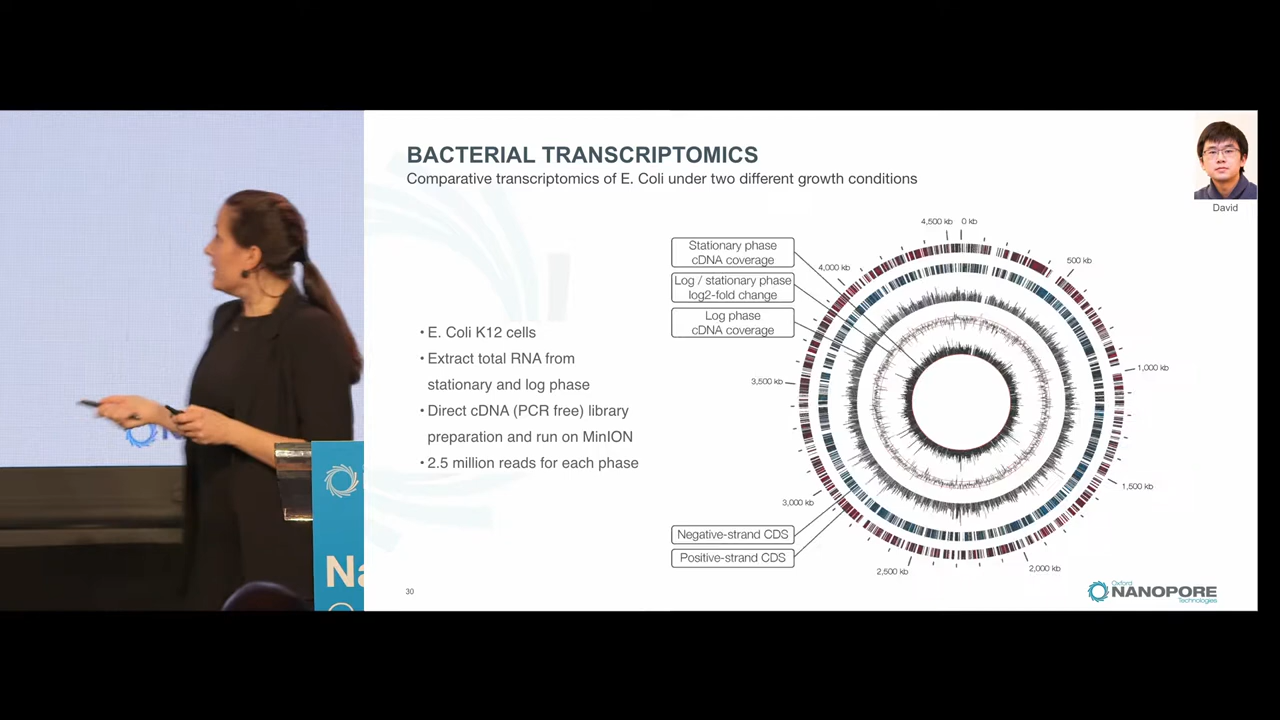 BACTERIAL TRANSCRIPTOMICS
Comparative transcriptomics of E. Coli under two different growth conditions
David
• E. Coli K12 cells
• Extract total RNA from
stationary and log phase
• Direct cDNA (PCR free) library
preparation and run on MinION
• 2.5 million reads for each phase
Stationary phase
cDNA coverage
Log / stationary phase
log2-fold change
Log phase
cDNA coverage
Negative-strand CDS
Positive-strand CDS
4,500 kb
0 kb
500 kb
1,000 kb
1,500 kb
2,000 kb
2,500 kb
3,000 kb
3,500 kb
4,000 kb
30
Oxford
NANOPORE
Technologies
Na